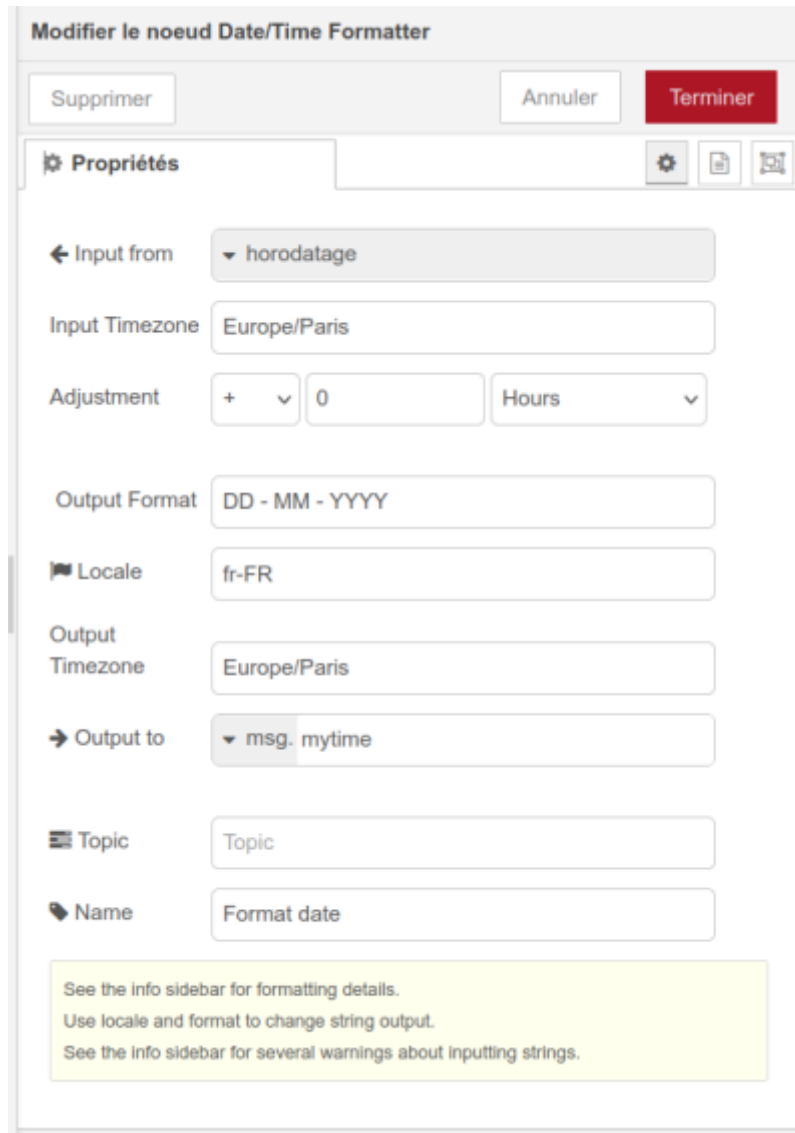 Modifier le noeud Date/Time Formatter
Supprimer
Annuler
Terminer
Propriétés
Input from
horodatage
Input Timezone
Europe/Paris
Adjustment
+
0
Hours
Output Format
DD - MM - YYYY
Locale
fr-FR
Output
Timezone
Europe/Paris
Output to
msg. mytime
Topic
Topic
Name
Format date
See the info sidebar for formatting details.
Use locale and format to change string output.
See the info sidebar for several warnings about inputting strings.